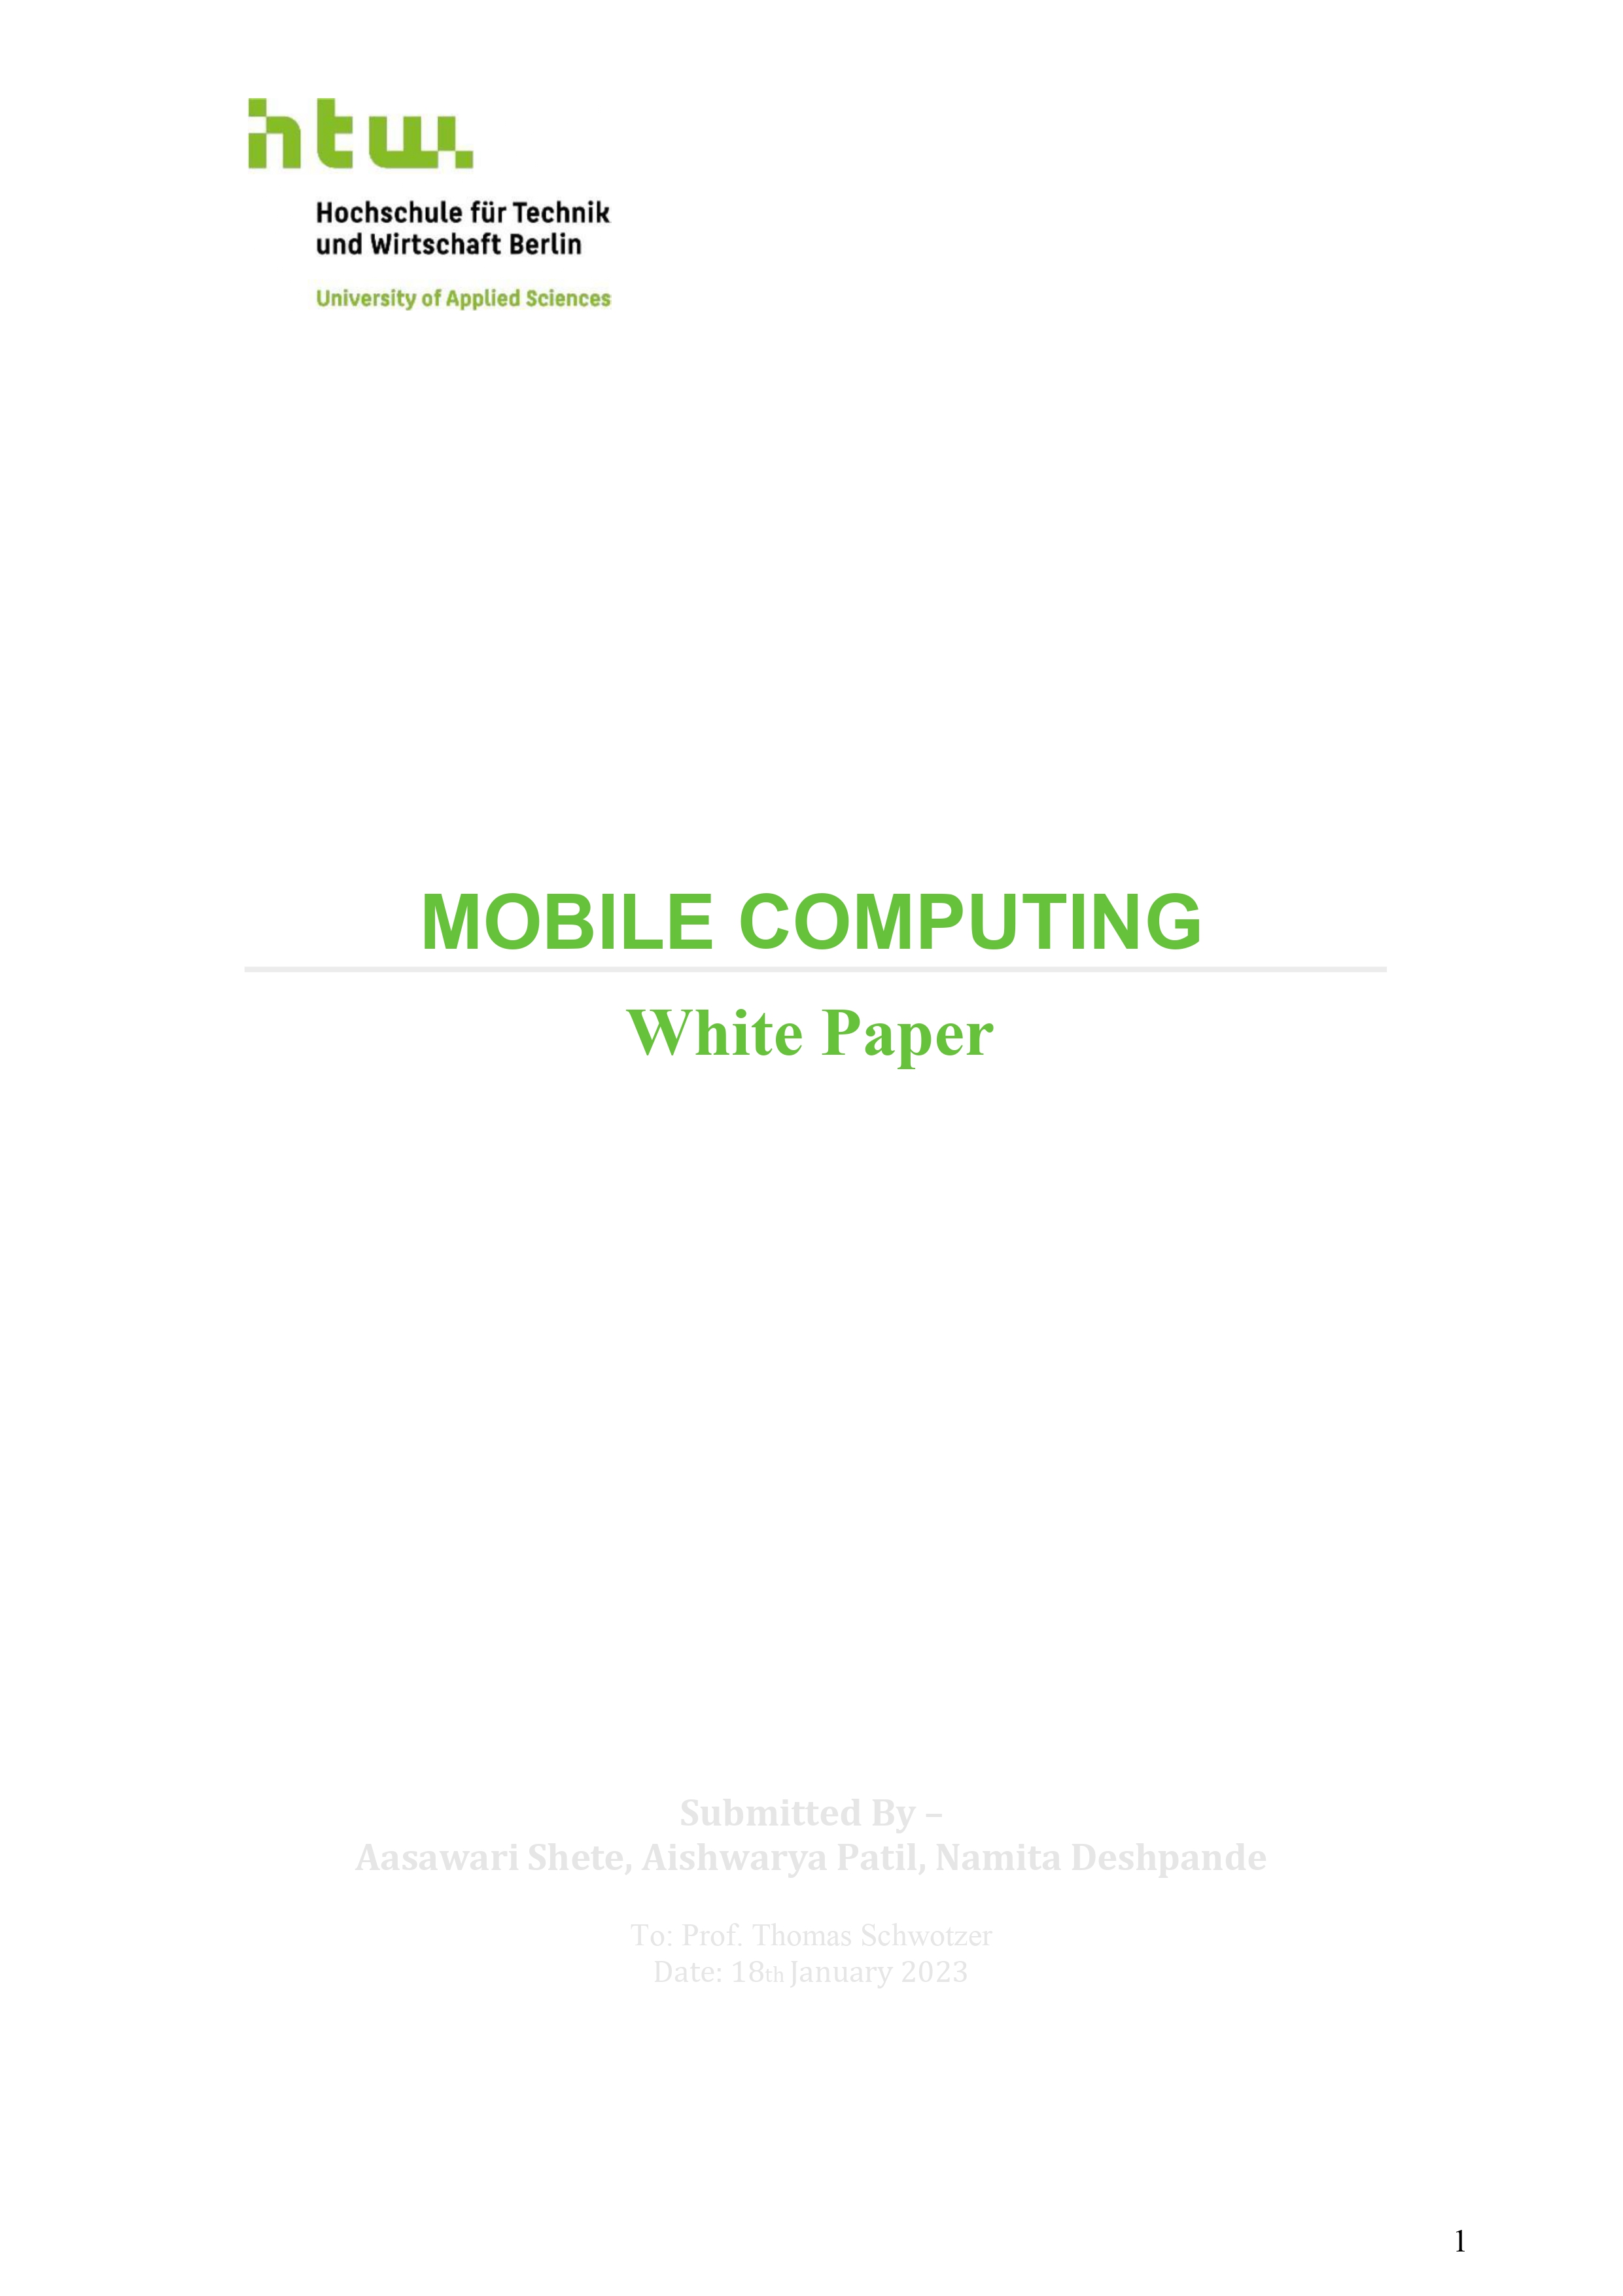 htw.
Hochschule für Technik
und Wirtschaft Berlin
University of Applied Sciences
MOBILE COMPUTING
White Paper
Submitted By –
Aasawari Shete, Aishwarya Patil, Namita Deshpande
To: Prof. Thomas Schwotzer
Date: 18th January 2023
1